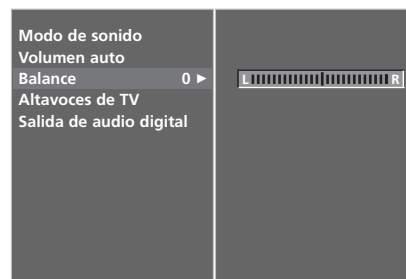 Modo de sonido
Volumen auto
Balance 0 ►
Altavoces de TV
Salida de audio digital
L R